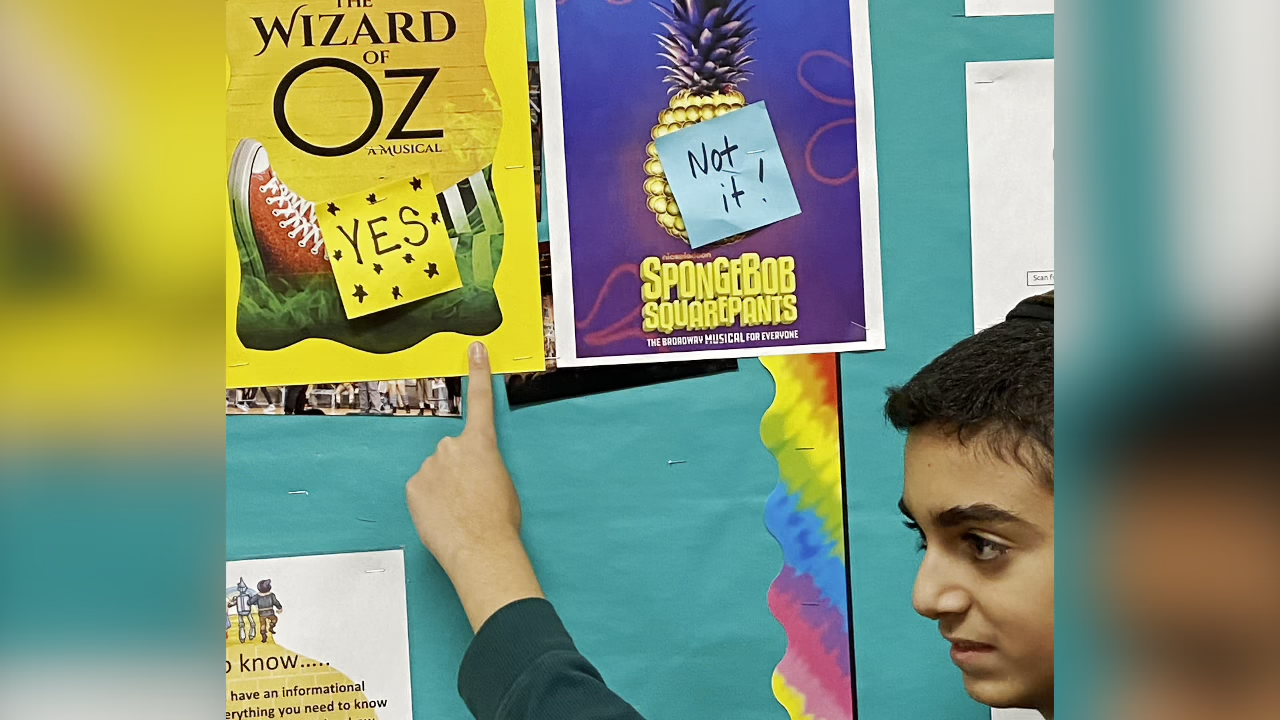 THE
WIZARD
OF
OZ
A MUSICAL
YES
Not
it!
nickelodeon
SPONGEBOB
SQUAREPANTS
THE BROADWAY MUSICAL FOR EVERYONE
Scan
know.....
have an informational
you need to know